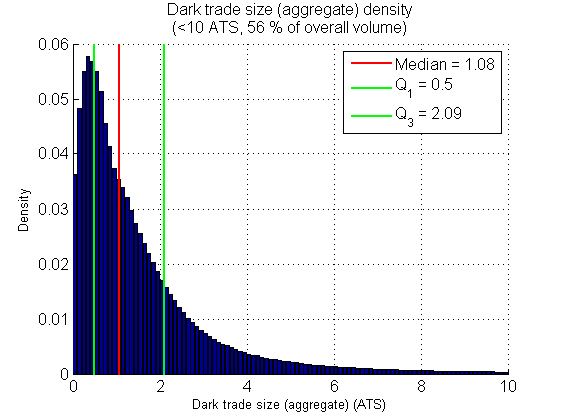 Dark trade size (aggregate) density
(<10 ATS, 56 % of overall volume)
0.06
0.05
0.04
0.03
0.02
0.01
0
Density
Median = 1.08
Q1 = 0.5
Q3 = 2.09
0 2 4 6 8 10
Dark trade size (aggregate) (ATS)